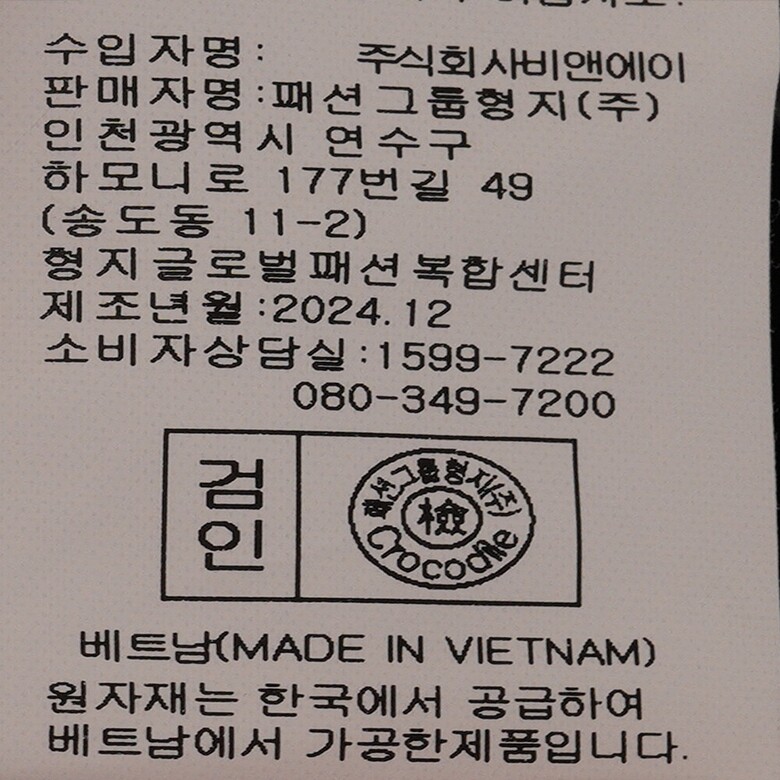 수입자명: 주식회사비앤에이
판매자명:패션그룹형지(주)
인천광역시 연수구
하모니로 177번길 49
(송도동 11-2)
형지글로벌패션복합센터
제조년월:2024.12
소비자상담실:1599-7222
080-349-7200
검인
패션그룹형지(주)
檢
Crocodile
베트남(MADE IN VIETNAM)
원자재는 한국에서 공급하여
베트남에서 가공한제품입니다.